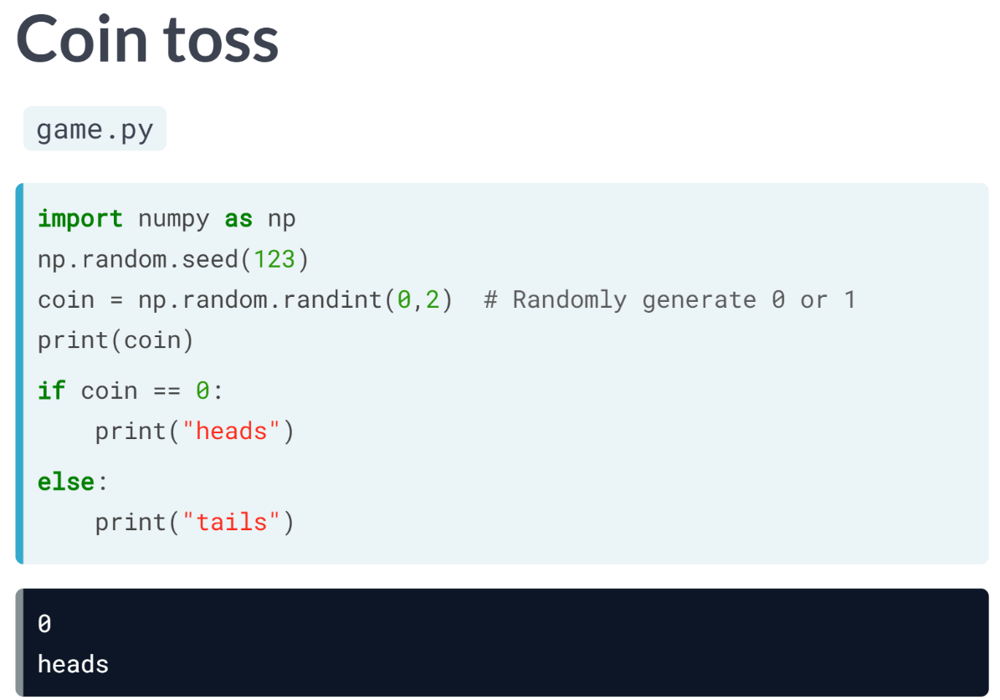 Coin toss
game.py
import numpy as np
np.random.seed(123)
coin = np.random.randint(0,2)  # Randomly generate 0 or 1
print(coin)
if coin == 0:
    print("heads")
else:
    print("tails")
0
heads